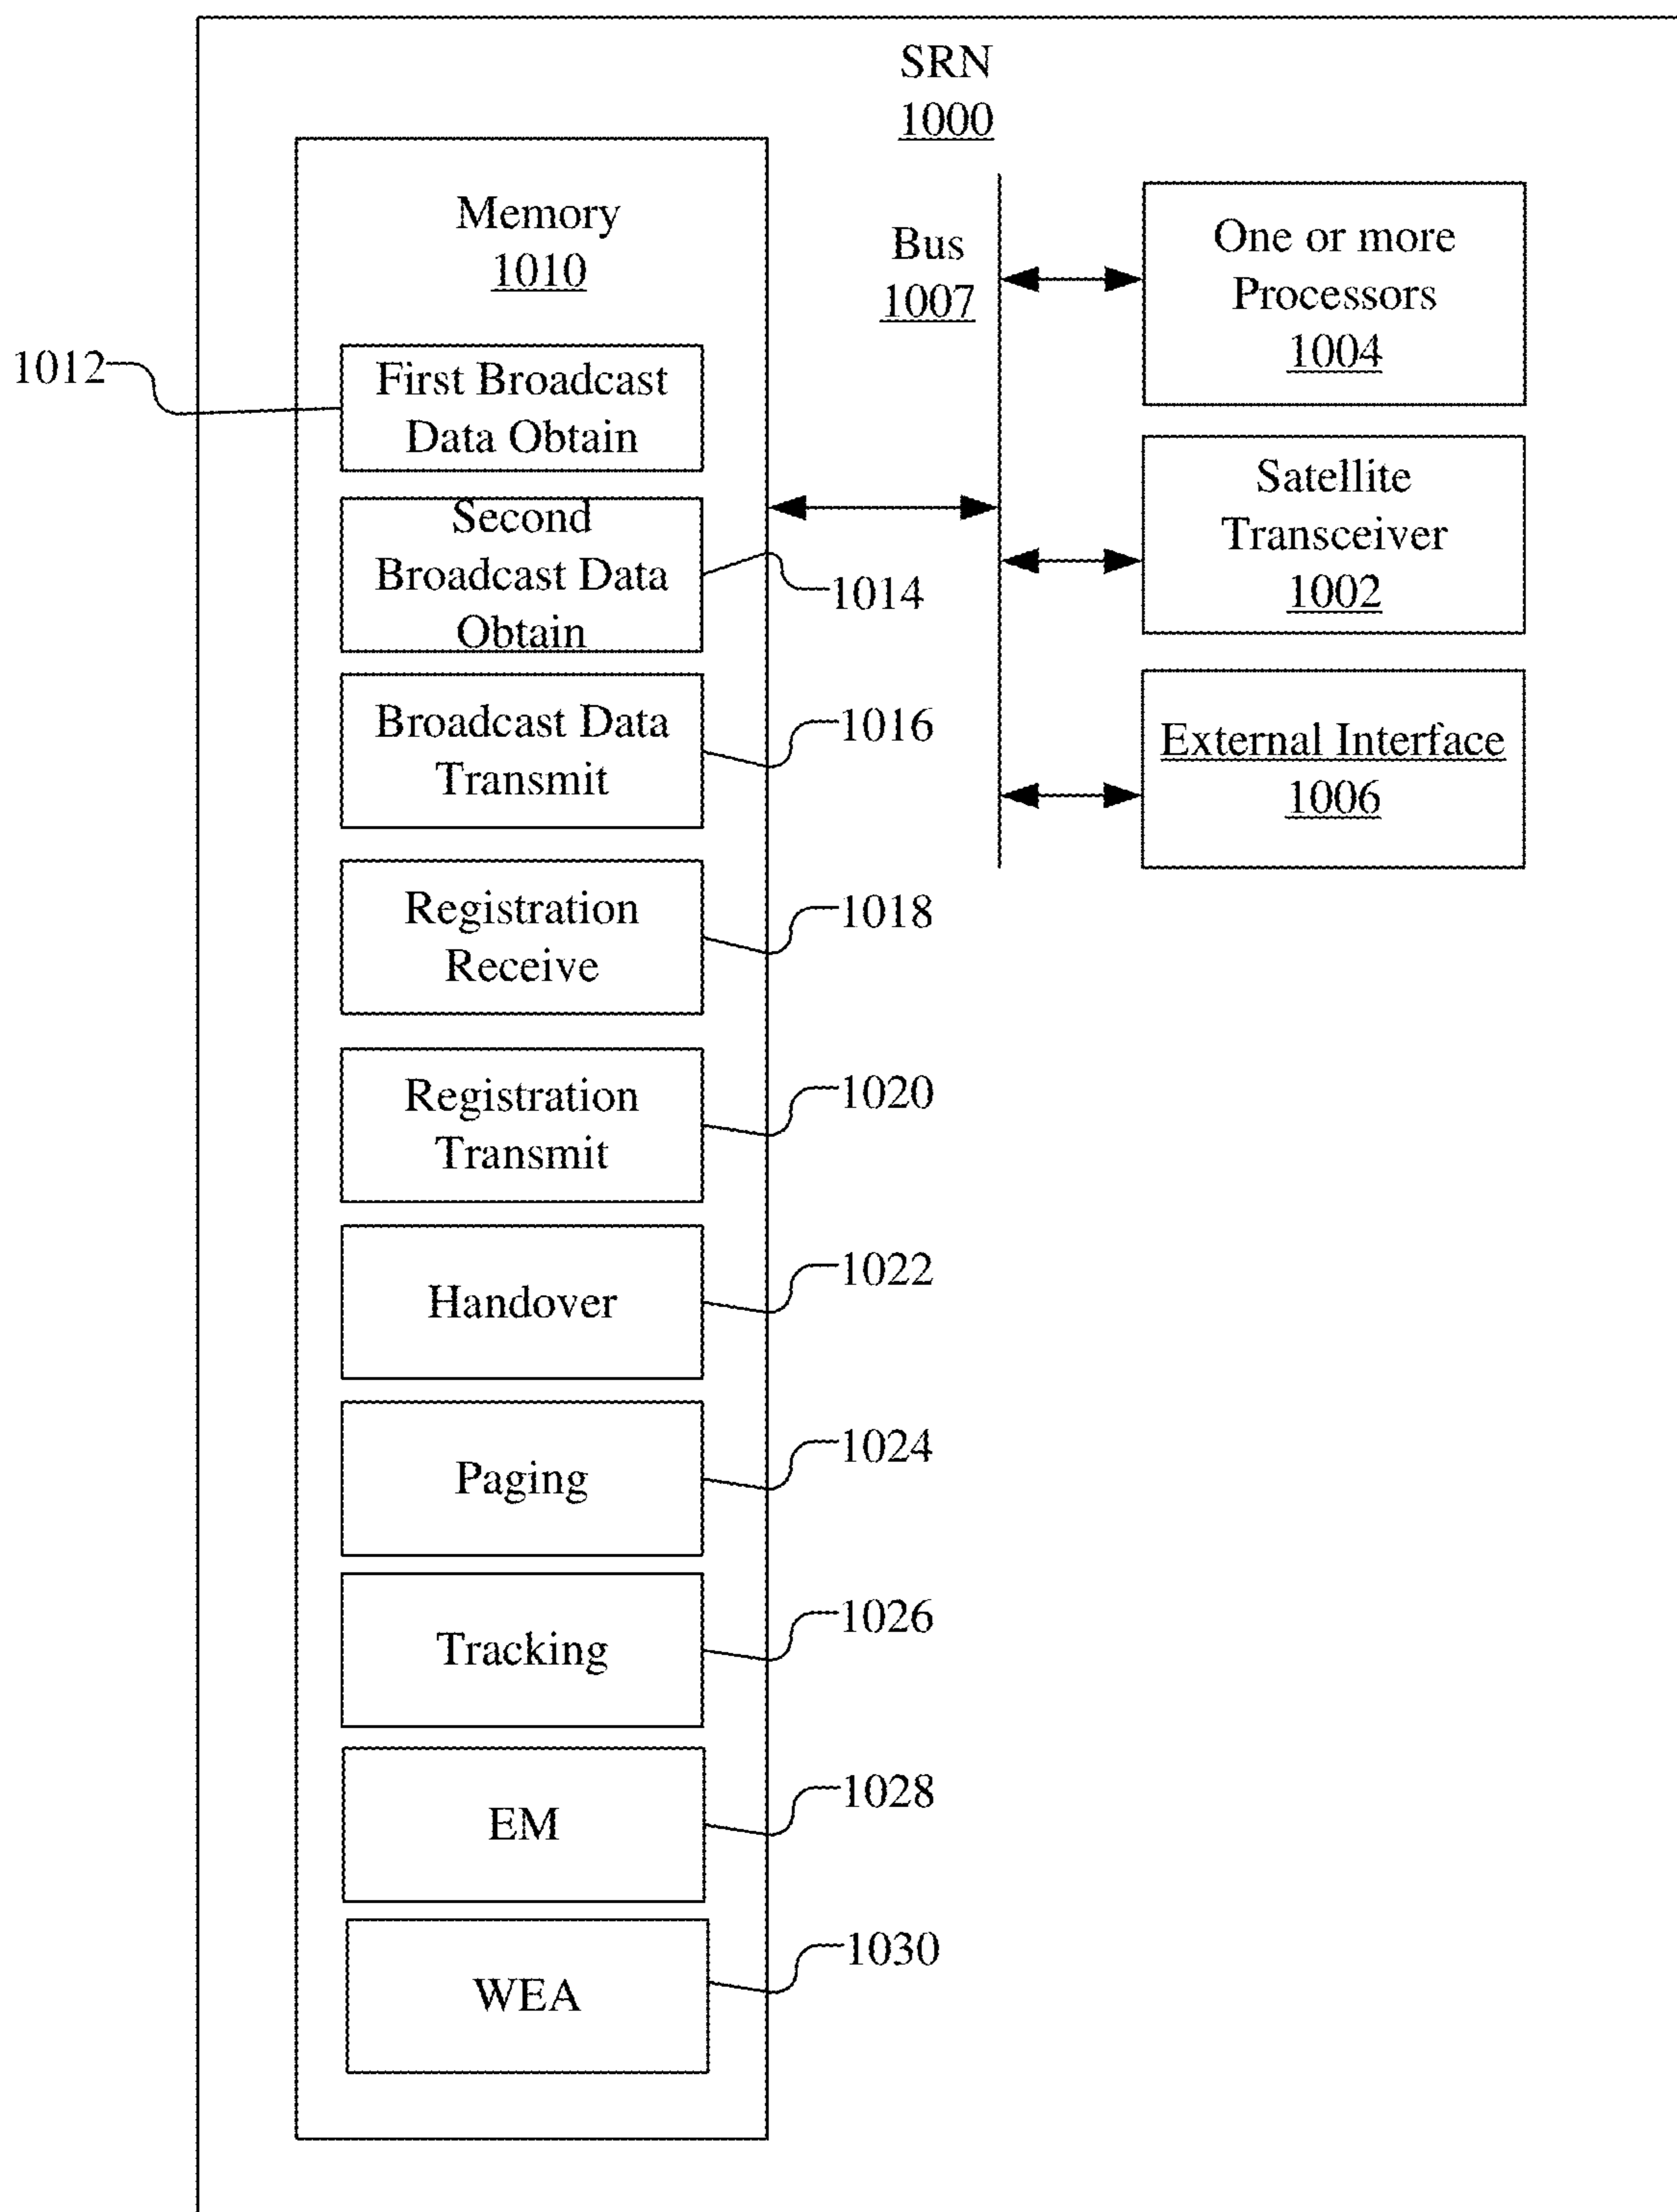 SRN
1000
Memory
1010
Bus
1007
One or more
Processors
1004
1012
First Broadcast
Data Obtain
Satellite
Transceiver
1002
Second
Broadcast Data
Obtain
1014
External Interface
1006
Broadcast Data
Transmit
1016
Registration
Receive
1018
Registration
Transmit
1020
Handover
1022
Paging
1024
Tracking
1026
EM
1028
WEA
1030